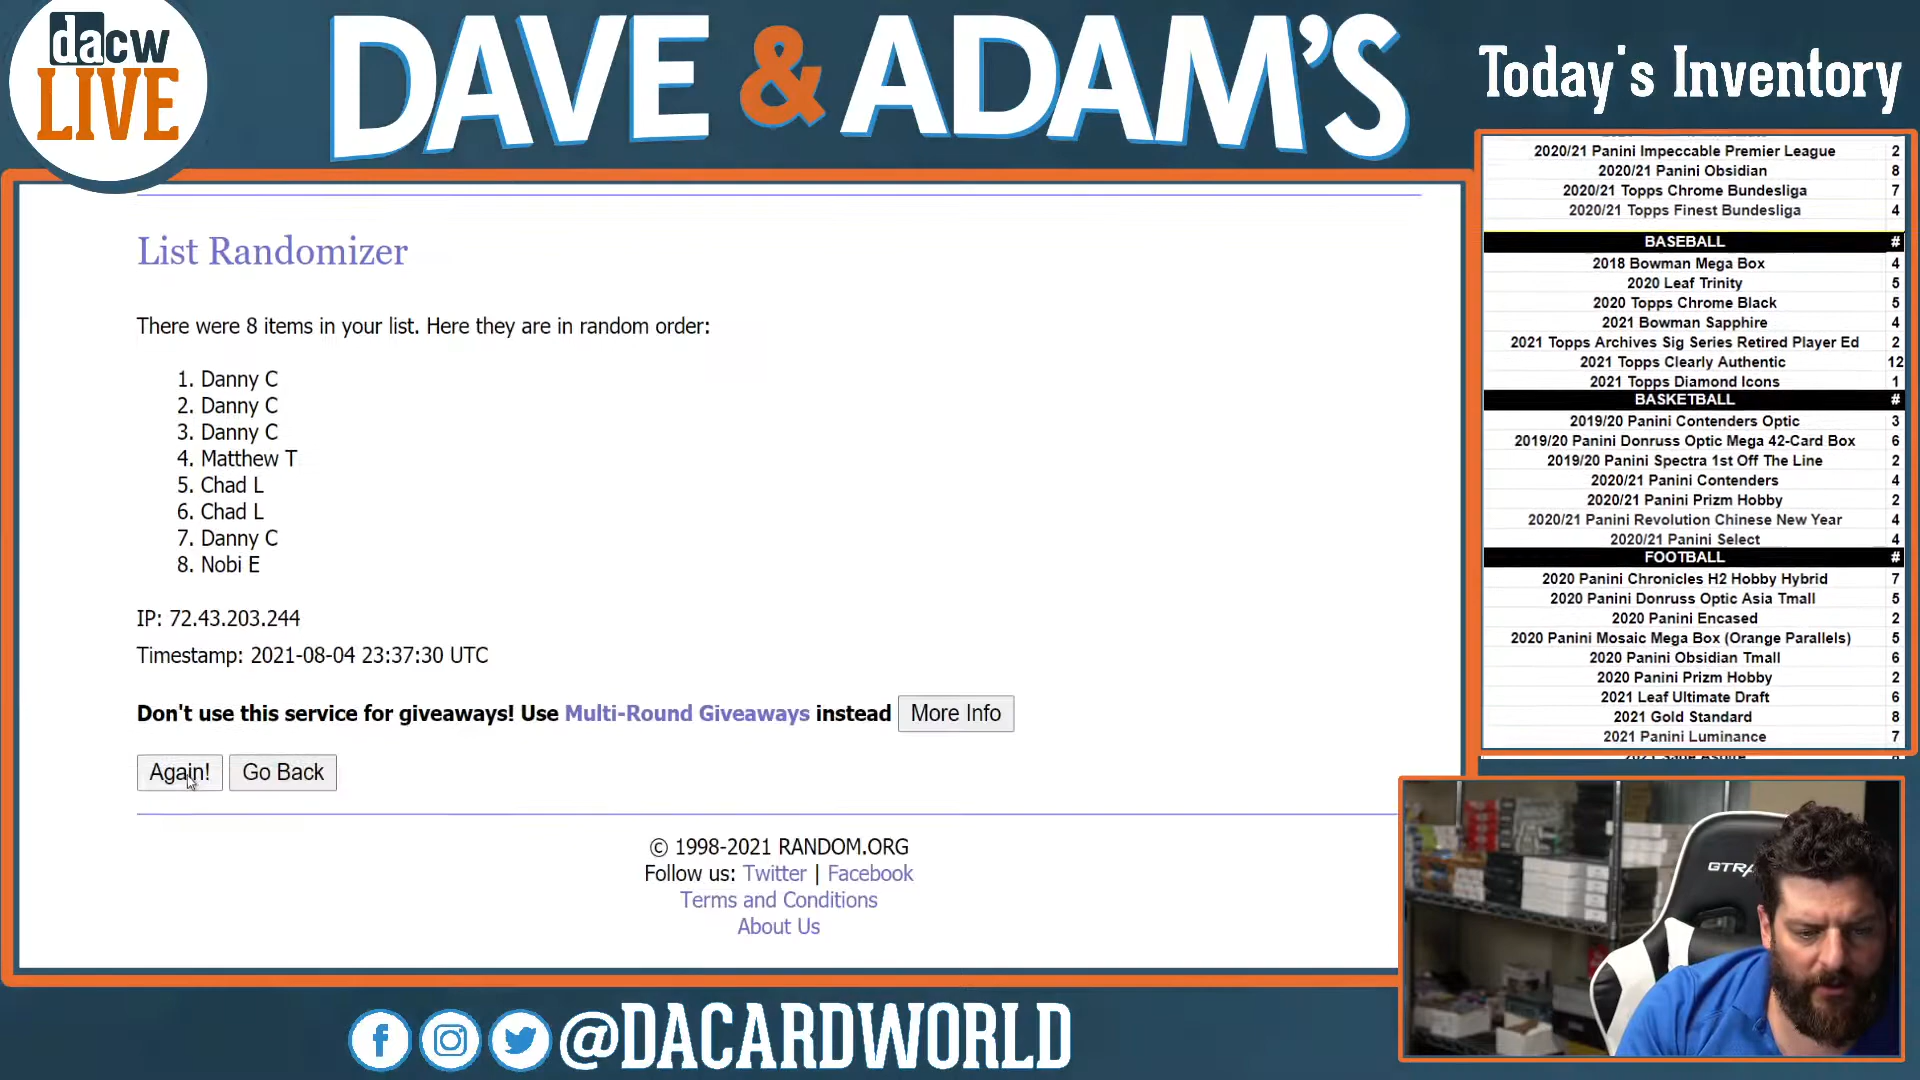 dacw
LIVE
DAVE & ADAM'S
Today's Inventory
List Randomizer
There were 8 items in your list. Here they are in random order:
1. Danny C
2. Danny C
3. Danny C
4. Matthew T
5. Chad L
6. Chad L
7. Danny C
8. Nobi E
IP: 72.43.203.244
Timestamp: 2021-08-04 23:37:30 UTC
Don't use this service for giveaways! Use Multi-Round Giveaways instead More Info
Again! Go Back
© 1998-2021 RANDOM.ORG
Follow us: Twitter | Facebook
Terms and Conditions
About Us
2020/21 Panini Impeccable Premier League 2
2020/21 Panini Obsidian 8
2020/21 Topps Chrome Bundesliga 7
2020/21 Topps Finest Bundesliga 4
BASEBALL #
2018 Bowman Mega Box 4
2020 Leaf Trinity 5
2020 Topps Chrome Black 5
2021 Bowman Sapphire 4
2021 Topps Archives Sig Series Retired Player Ed 2
2021 Topps Clearly Authentic 12
2021 Topps Diamond Icons 1
BASKETBALL #
2019/20 Panini Contenders Optic 3
2019/20 Panini Donruss Optic Mega 42-Card Box 6
2019/20 Panini Spectra 1st Off The Line 2
2020/21 Panini Contenders 4
2020/21 Panini Prizm Hobby 2
2020/21 Panini Revolution Chinese New Year 4
2020/21 Panini Select 4
FOOTBALL #
2020 Panini Chronicles H2 Hobby Hybrid 7
2020 Panini Donruss Optic Asia Tmall 5
2020 Panini Encased 2
2020 Panini Mosaic Mega Box (Orange Parallels) 5
2020 Panini Obsidian Tmall 6
2020 Panini Prizm Hobby 2
2021 Leaf Ultimate Draft 6
2021 Gold Standard 8
2021 Panini Luminance 7
@DACARDWORLD